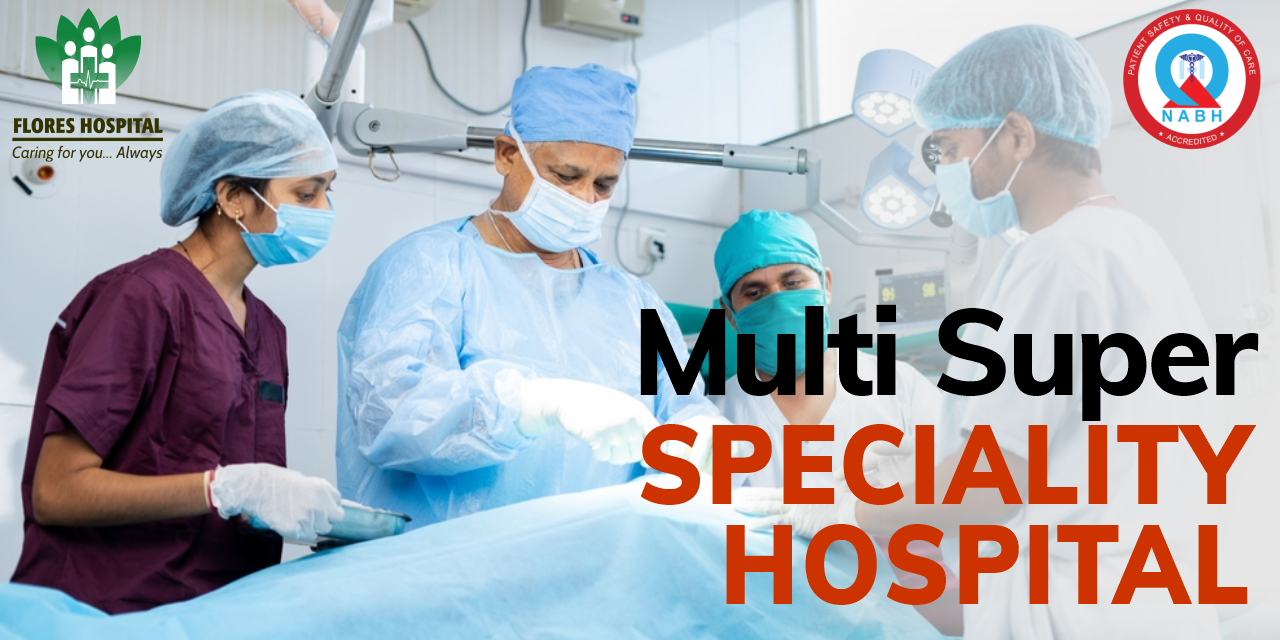 FLORES HOSPITAL
Caring for you... Always
PATIENT SAFETY & QUALITY OF CARE
NABH
• ACCREDITED •
Multi Super
SPECIALITY
HOSPITAL